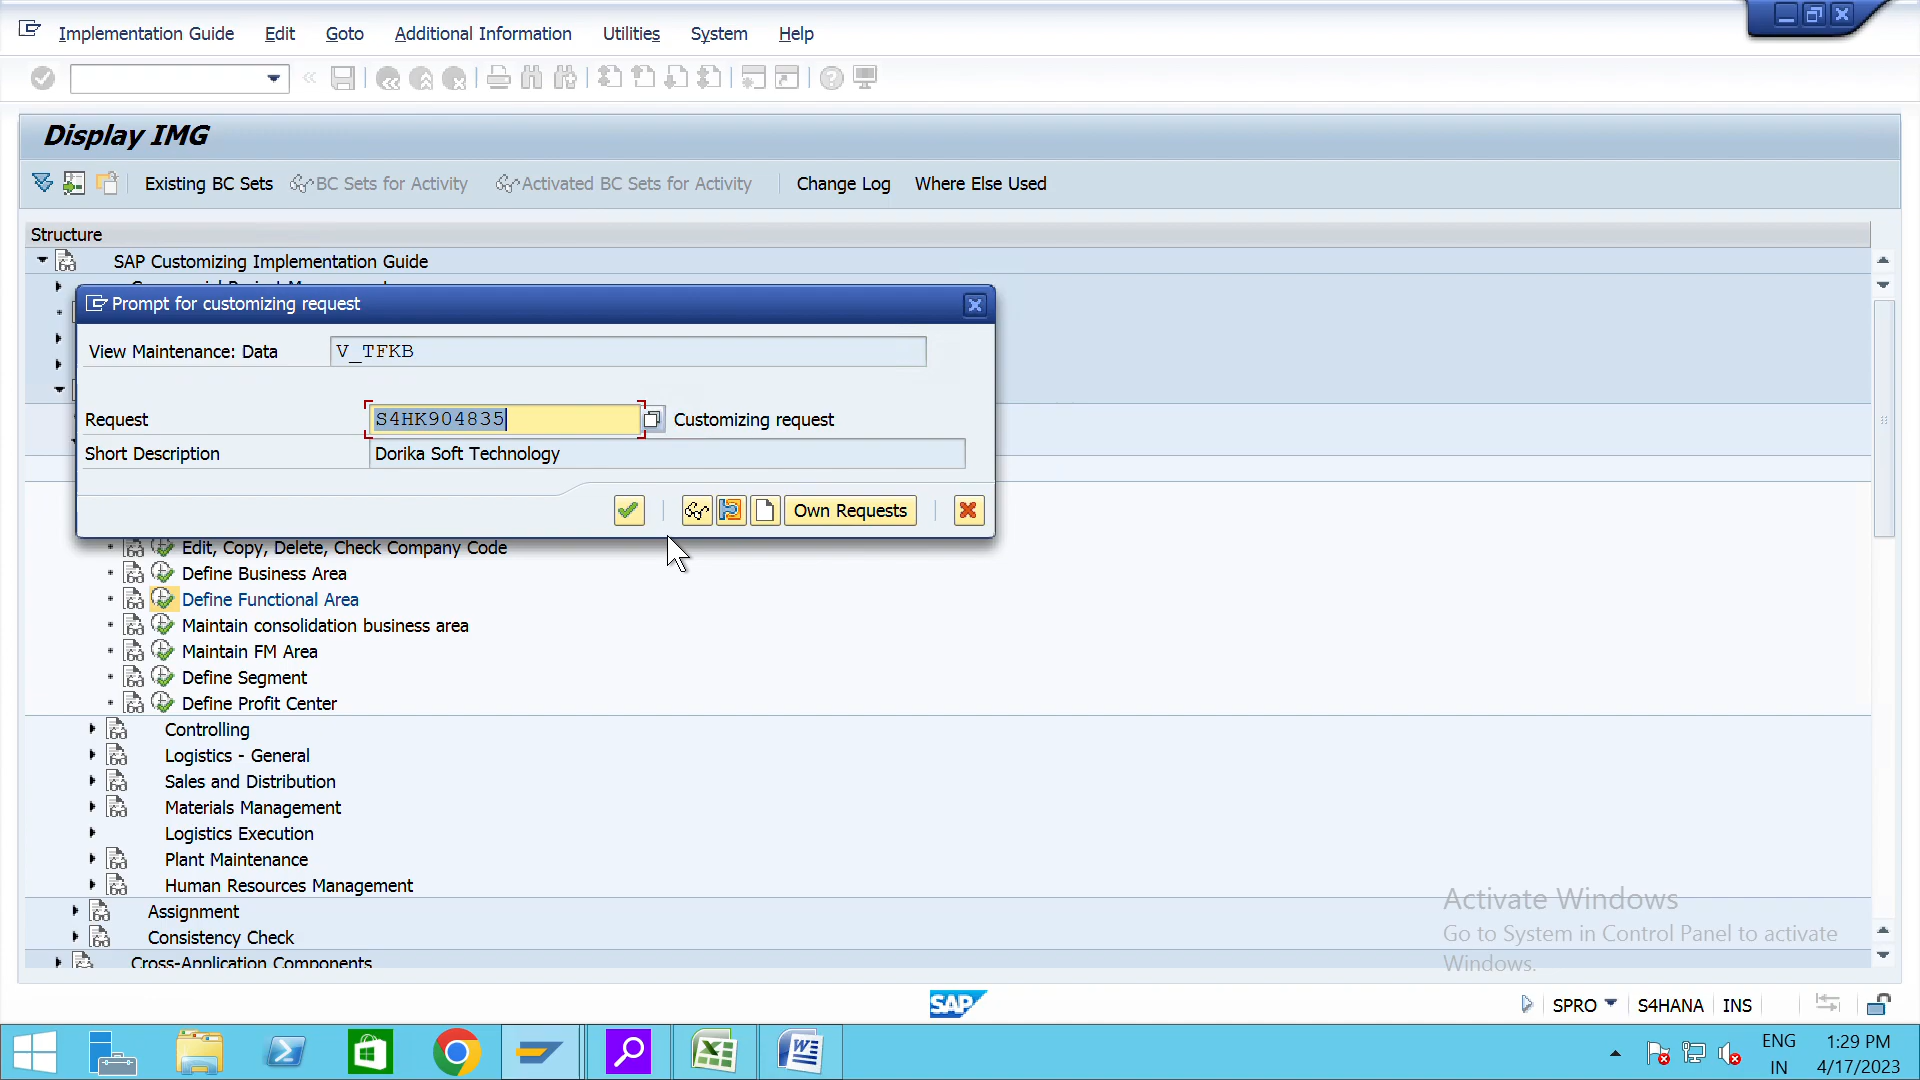 Implementation Guide Edit Goto Additional Information Utilities System Help
Display IMG
Existing BC Sets BC Sets for Activity Activated BC Sets for Activity Change Log Where Else Used
Structure
SAP Customizing Implementation Guide
Prompt for customizing request
View Maintenance: Data V_TFKB
Request S4HK904835 Customizing request
Short Description Dorika Soft Technology
Own Requests
Edit, Copy, Delete, Check Company Code
Define Business Area
Define Functional Area
Maintain consolidation business area
Maintain FM Area
Define Segment
Define Profit Center
Controlling
Logistics - General
Sales and Distribution
Materials Management
Logistics Execution
Plant Maintenance
Human Resources Management
Assignment
Consistency Check
Cross-Application Components
Activate Windows
Go to System in Control Panel to activate
Windows.
SAP SPRO S4HANA INS
ENG 1:29 PM
IN 4/17/2023